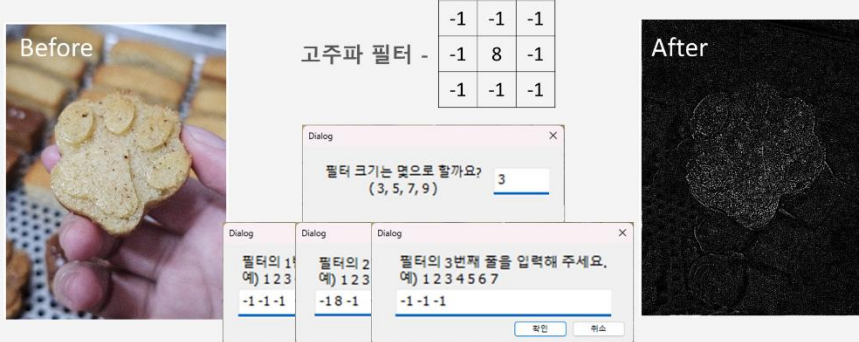 Before
고주파 필터 -
-1 -1 -1
-1 8 -1
-1 -1 -1
After
Dialog
필터 크기는 몇으로 할까요?
( 3, 5, 7, 9 )
3
Dialog
필터의 1번
예) 1 2 3
-1 -1 -1
Dialog
필터의 2
예) 1 2 3
-1 8 -1
Dialog
필터의 3번째 줄을 입력해 주세요.
예) 1 2 3 4 5 6 7
-1 -1 -1
확인
취소